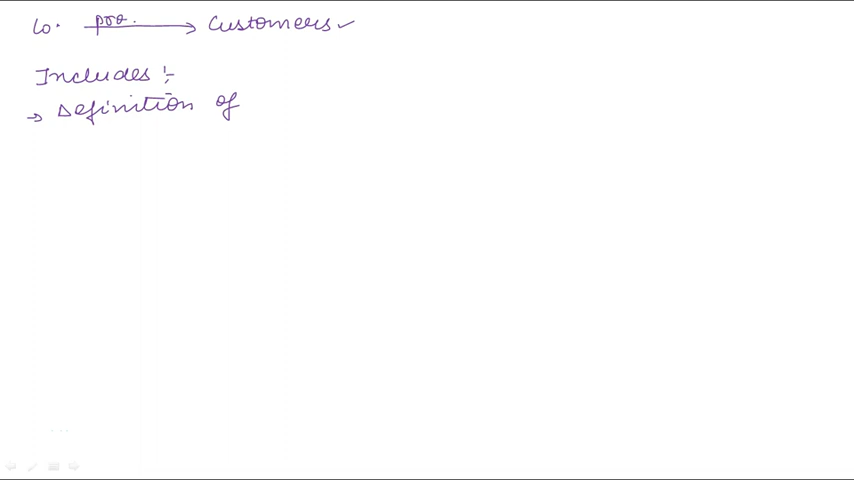 Co. pro. → Customers ✓
Includes :-
→ Definition of